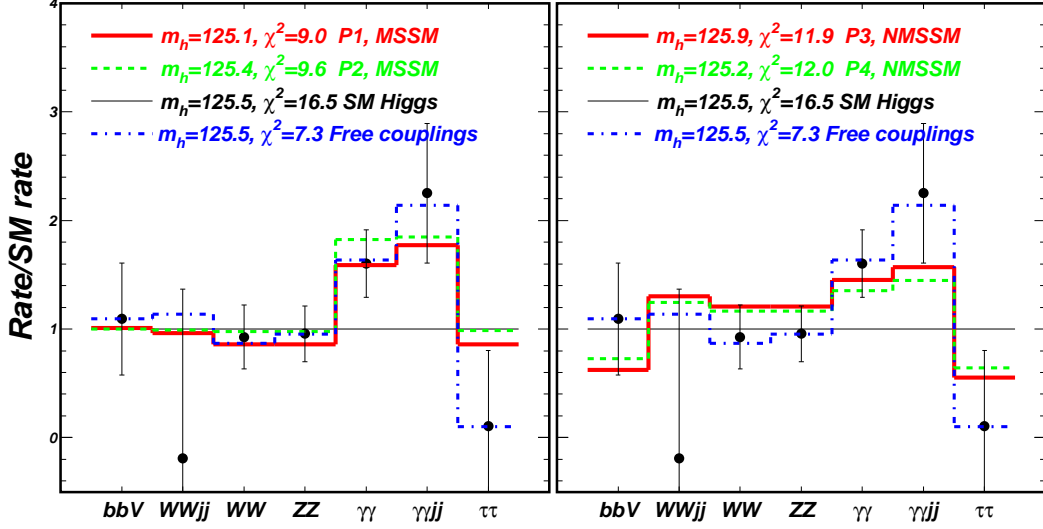 Rate/SM rate
4
3
2
1
0
m_h=125.1, χ²=9.0 P1, MSSM
m_h=125.4, χ²=9.6 P2, MSSM
m_h=125.5, χ²=16.5 SM Higgs
m_h=125.5, χ²=7.3 Free couplings
bbV WWjj WW ZZ γγ γγjj ττ
m_h=125.9, χ²=11.9 P3, NMSSM
m_h=125.2, χ²=12.0 P4, NMSSM
m_h=125.5, χ²=16.5 SM Higgs
m_h=125.5, χ²=7.3 Free couplings
bbV WWjj WW ZZ γγ γγjj ττ